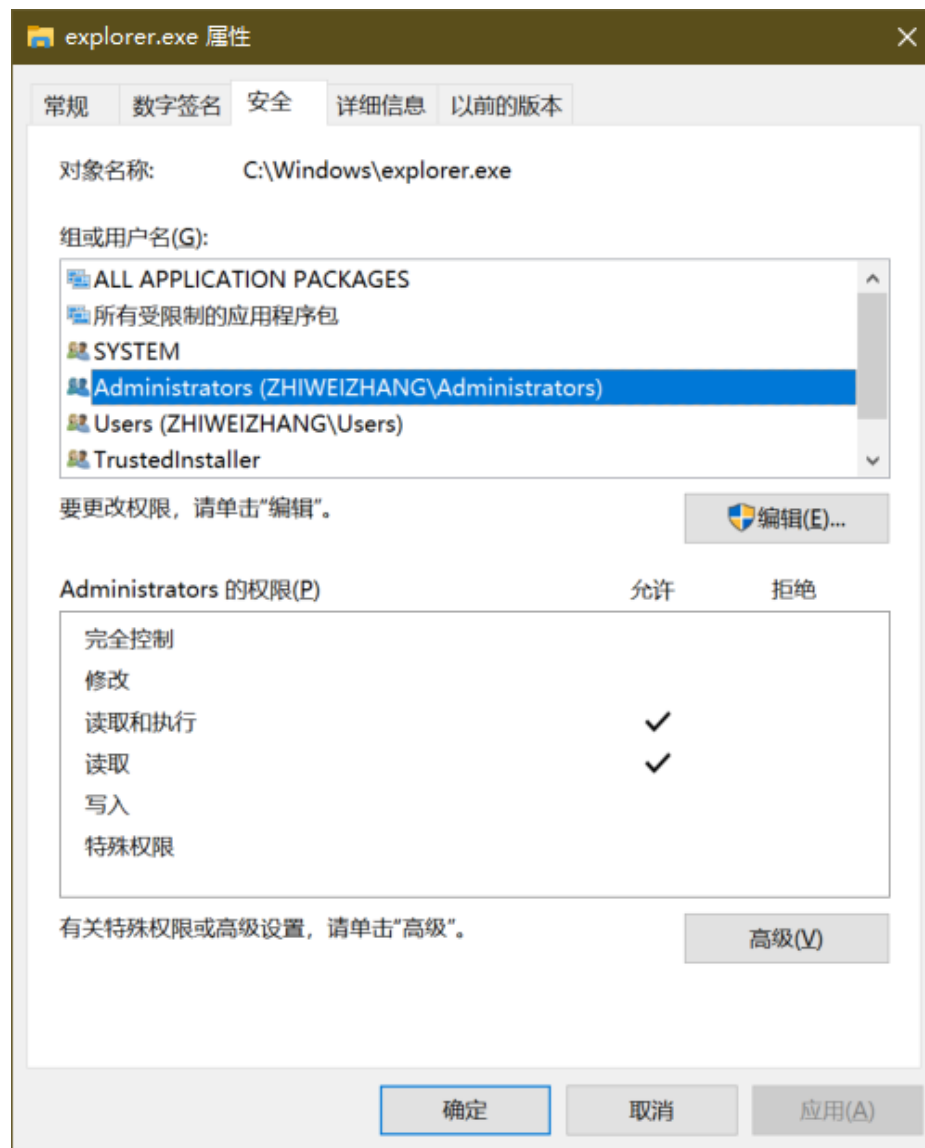 explorer.exe 属性
常规 数字签名 安全 详细信息 以前的版本
对象名称: C:\Windows\explorer.exe
组或用户名(G):
ALL APPLICATION PACKAGES
所有受限制的应用程序包
SYSTEM
Administrators (ZHIWEIZHANG\Administrators)
Users (ZHIWEIZHANG\Users)
TrustedInstaller
要更改权限，请单击"编辑"。 编辑(E)...
Administrators 的权限(P) 允许 拒绝
完全控制
修改
读取和执行
读取
写入
特殊权限
有关特殊权限或高级设置，请单击"高级"。 高级(V)
确定 取消 应用(A)